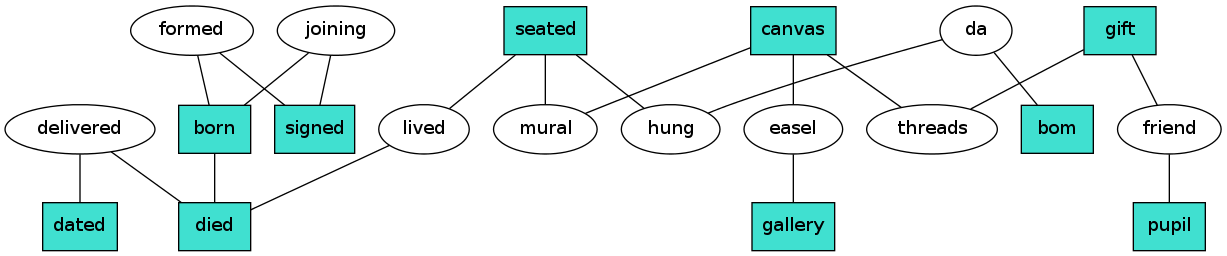 formed
joining
seated
canvas
da
gift
delivered
born
signed
lived
mural
hung
easel
threads
bom
friend
dated
died
gallery
pupil